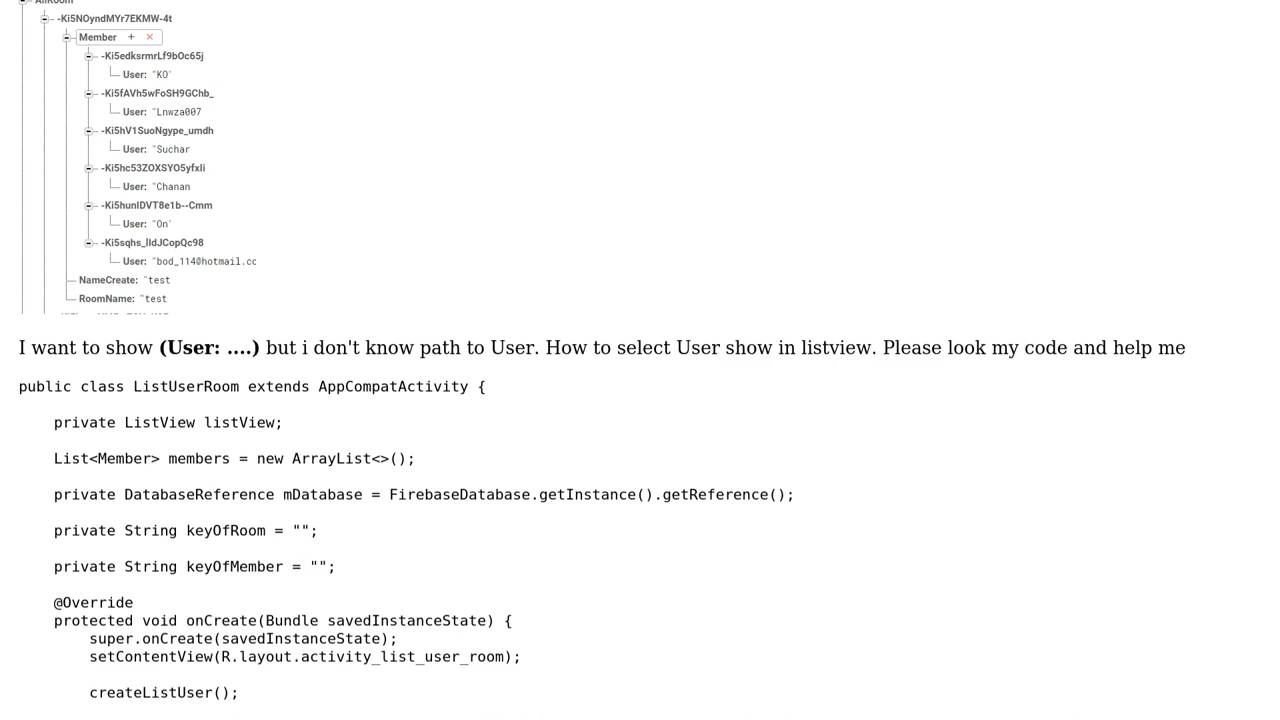 AllRoom
-Ki5NOyndMYr7EKMW-4t
Member + ×
-Ki5edksrmrLf9bOc65j
User: "KO"
-Ki5fAVh5wFoSH9GChb_
User: "Lnwza007
-Ki5hV1SuoNgype_umdh
User: "Suchar
-Ki5hc53ZOXSYO5yfxli
User: "Chanan
-Ki5hunlDVT8e1b--Cmm
User: "On"
-Ki5sqhs_lldJCopQc98
User: "bod_114@hotmail.cc
NameCreate: "test
RoomName: "test
I want to show (User: ....) but i don't know path to User. How to select User show in listview. Please look my code and help me
public class ListUserRoom extends AppCompatActivity {
private ListView listView;
List<Member> members = new ArrayList<>();
private DatabaseReference mDatabase = FirebaseDatabase.getInstance().getReference();
private String keyOfRoom = "";
private String keyOfMember = "";
@Override
protected void onCreate(Bundle savedInstanceState) {
super.onCreate(savedInstanceState);
setContentView(R.layout.activity_list_user_room);
createListUser();